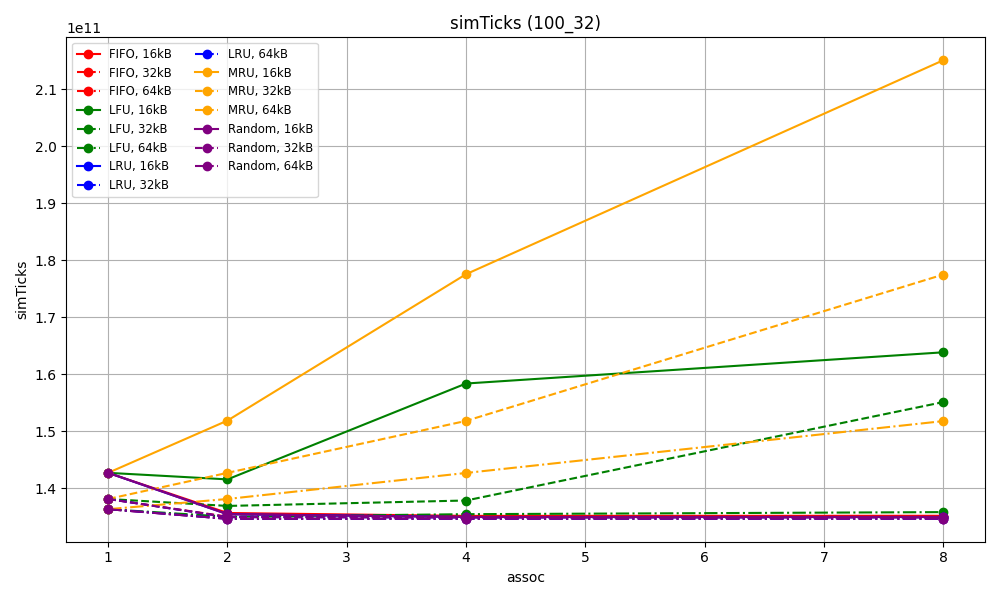 simTicks (100_32)
1e11
FIFO, 16kB
FIFO, 32kB
FIFO, 64kB
LFU, 16kB
LFU, 32kB
LFU, 64kB
LRU, 16kB
LRU, 32kB
LRU, 64kB
MRU, 16kB
MRU, 32kB
MRU, 64kB
Random, 16kB
Random, 32kB
Random, 64kB
2.1
2.0
1.9
1.8
1.7
1.6
1.5
1.4
simTicks
1 2 3 4 5 6 7 8
assoc